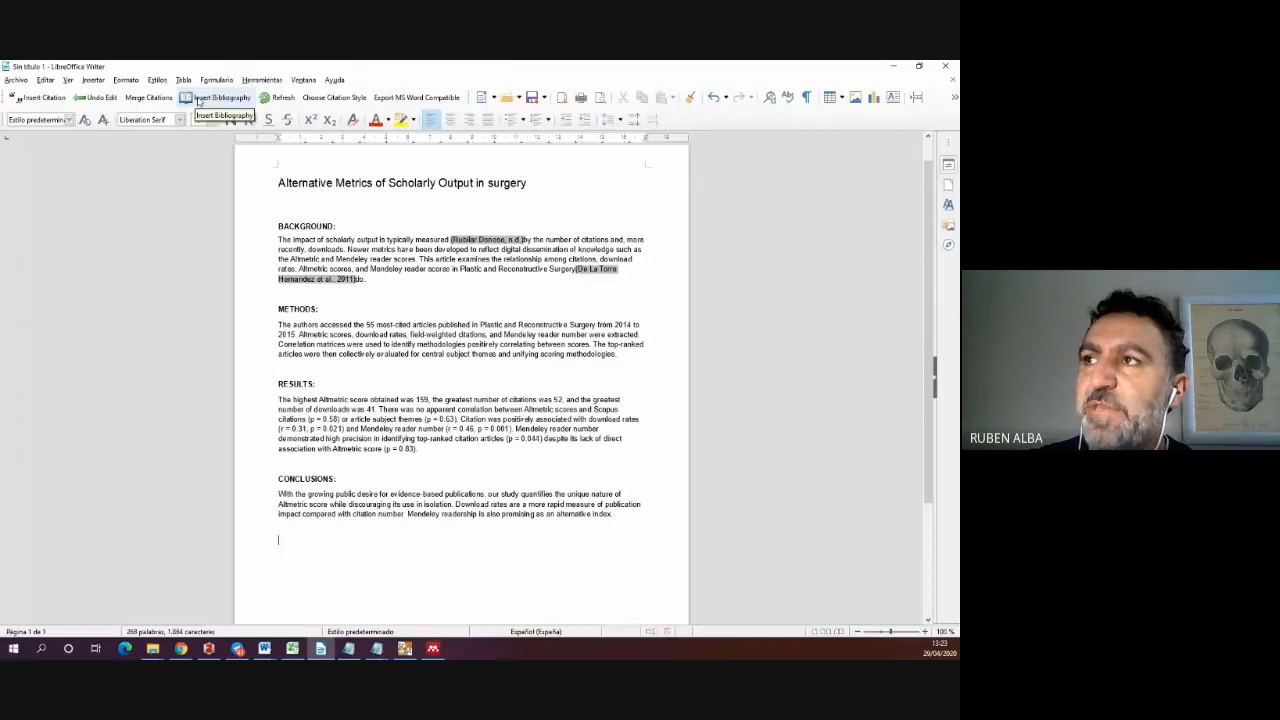 Sin título 1 - LibreOffice Writer
Archivo Editar Ver Insertar Formato Estilos Tabla Formulario Herramientas Ventana Ayuda
Insert Citation Undo Edit Merge Citations Insert Bibliography Refresh Choose Citation Style Export MS Word Compatible
Estilo predetermin Liberation Serif
Insert Bibliography
Alternative Metrics of Scholarly Output in surgery
BACKGROUND:
The impact of scholarly output is typically measured (Rubilar Donoso, n.d.)by the number of citations and, more
recently, downloads. Newer metrics have been developed to reflect digital dissemination of knowledge such as
the Altmetric and Mendeley reader scores. This article examines the relationship among citations, download
rates, Altmetric scores, and Mendeley reader scores in Plastic and Reconstructive Surgery(De La Torre
Hernandez et al., 2011)do.
METHODS:
The authors accessed the 55 most-cited articles published in Plastic and Reconstructive Surgery from 2014 to
2015. Altmetric scores, download rates, field-weighted citations, and Mendeley reader number were extracted.
Correlation matrices were used to identify methodologies positively correlating between scores. The top-ranked
articles were then collectively evaluated for central subject themes and unifying scoring methodologies.
RESULTS:
The highest Altmetric score obtained was 159, the greatest number of citations was 52, and the greatest
number of downloads was 41. There was no apparent correlation between Altmetric scores and Scopus
citations (p = 0.58) or article subject themes (p = 0.63). Citation was positively associated with download rates
(r = 0.31, p = 0.021) and Mendeley reader number (r = 0.46, p = 0.001). Mendeley reader number
demonstrated high precision in identifying top-ranked citation articles (p = 0.044) despite its lack of direct
association with Altmetric score (p = 0.83).
CONCLUSIONS:
With the growing public desire for evidence-based publications, our study quantifies the unique nature of
Altmetric score while discouraging its use in isolation. Download rates are a more rapid measure of publication
impact compared with citation number. Mendeley readership is also promising as an alternative index.
Página 1 de 1 268 palabras, 1.864 caracteres Estilo predeterminado Español (España) 100 %
13:23
29/04/2020
RUBEN ALBA